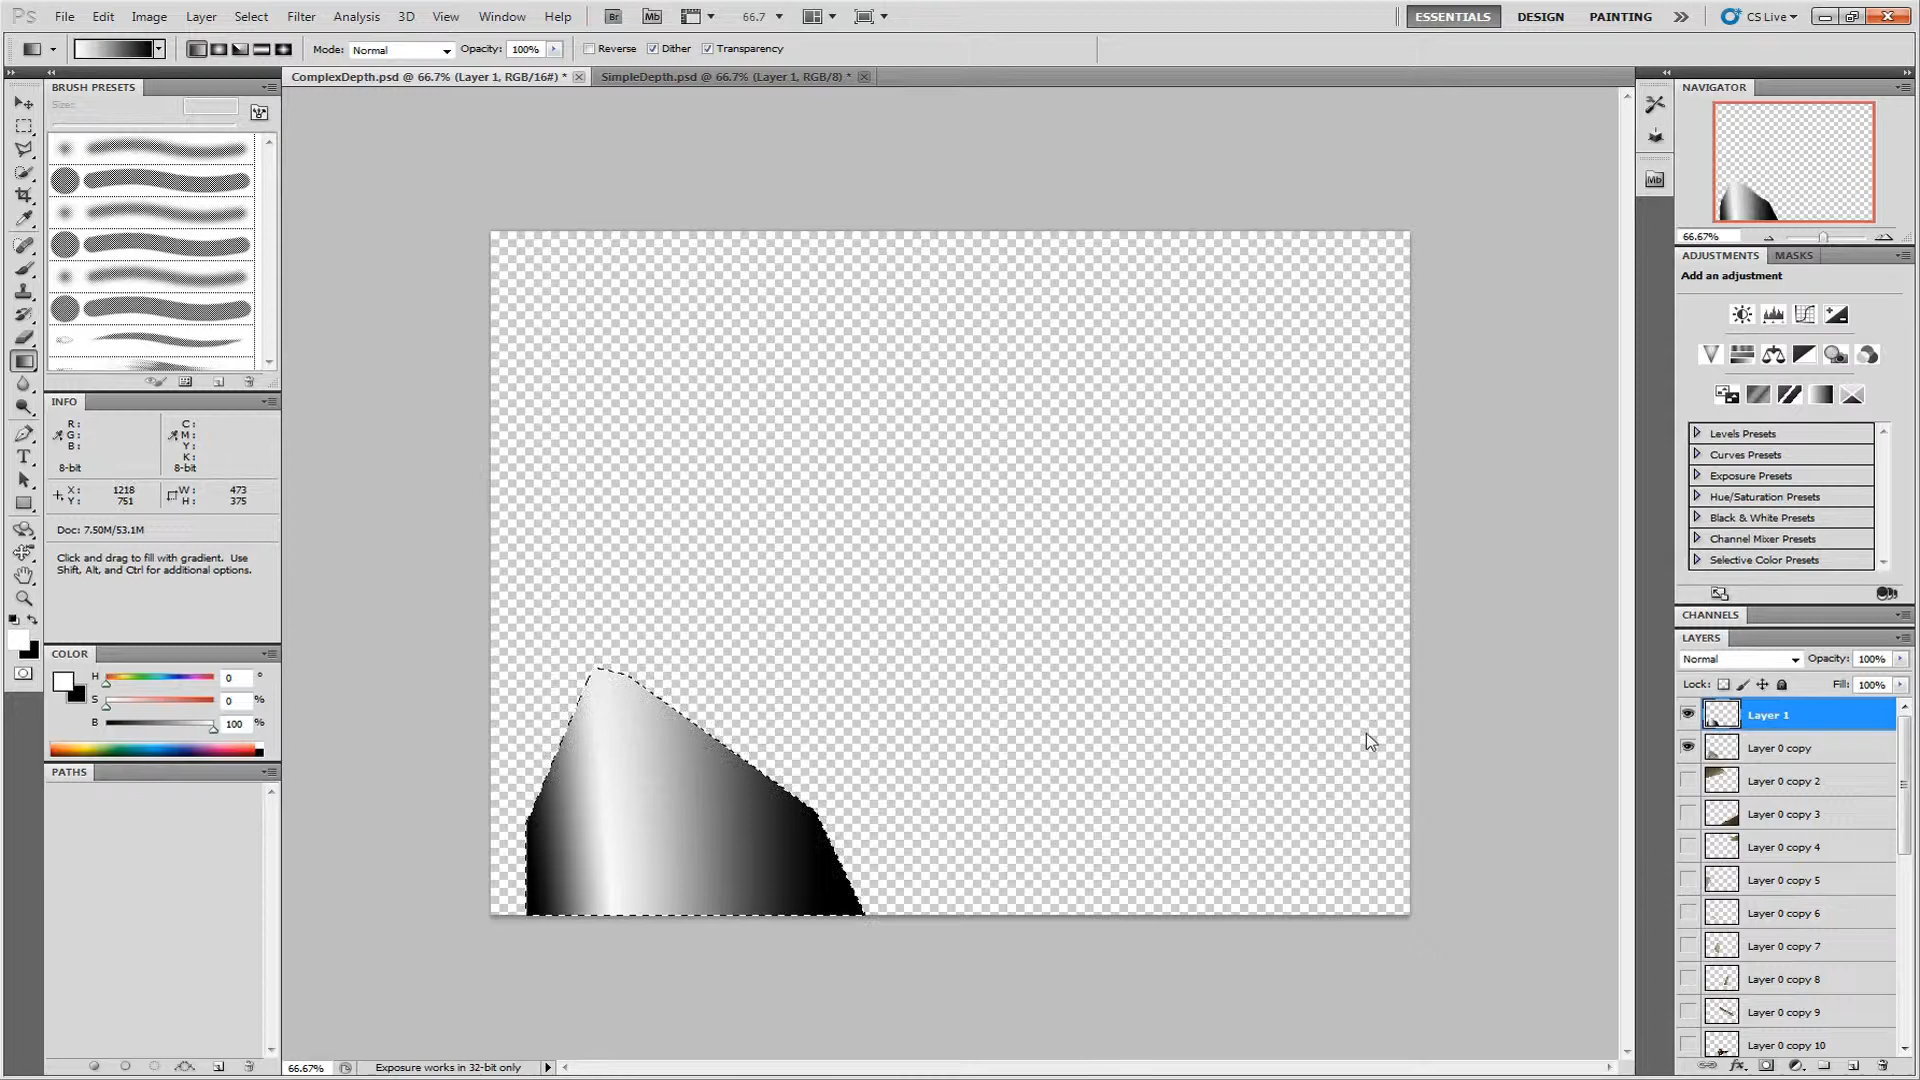 Ps File Edit Image Layer Select Filter Analysis 3D View Window Help Br Mb 66.7 ESSENTIALS DESIGN PAINTING CS Live
Mode: Normal Opacity: 100% Reverse Dither Transparency
ComplexDepth.psd @ 66.7% (Layer 1, RGB/16#) * SimpleDepth.psd @ 66.7% (Layer 1, RGB/8) *
BRUSH PRESETS
Size:
INFO
R: C:
G: M:
B: Y:
K:
8-bit 8-bit
X: 1218 W: 473
Y: 751 H: 375
Doc: 7.50M/53.1M
Click and drag to fill with gradient. Use
Shift, Alt, and Ctrl for additional options.
COLOR
H 0 °
S 0 %
B 100 %
PATHS
66.67% Exposure works in 32-bit only
NAVIGATOR
Mb
66.67%
ADJUSTMENTS MASKS
Add an adjustment
Levels Presets
Curves Presets
Exposure Presets
Hue/Saturation Presets
Black & White Presets
Channel Mixer Presets
Selective Color Presets
CHANNELS
LAYERS
Normal Opacity: 100%
Lock: Fill: 100%
Layer 1
Layer 0 copy
Layer 0 copy 2
Layer 0 copy 3
Layer 0 copy 4
Layer 0 copy 5
Layer 0 copy 6
Layer 0 copy 7
Layer 0 copy 8
Layer 0 copy 9
Layer 0 copy 10